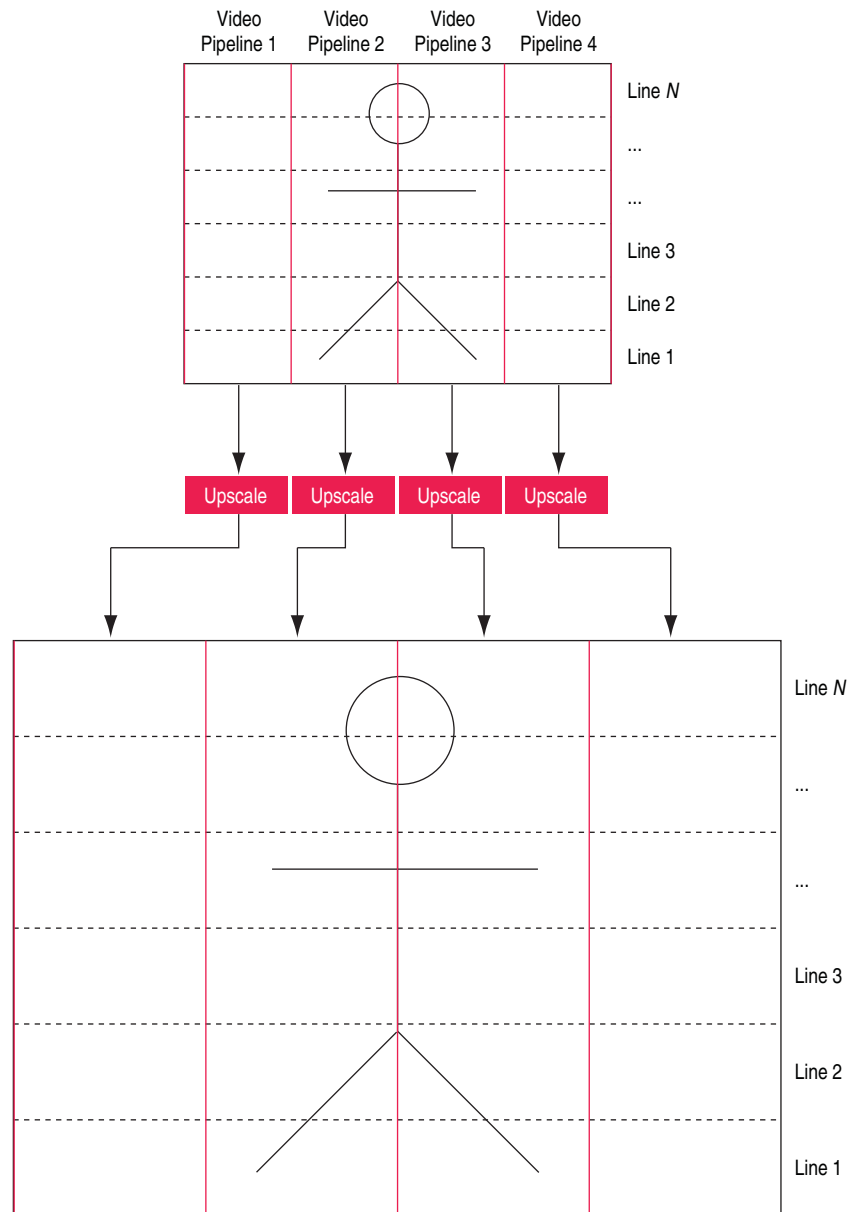 Video Pipeline 1
Video Pipeline 2
Video Pipeline 3
Video Pipeline 4
Line N
...
...
Line 3
Line 2
Line 1
Upscale
Upscale
Upscale
Upscale
Line N
...
...
Line 3
Line 2
Line 1